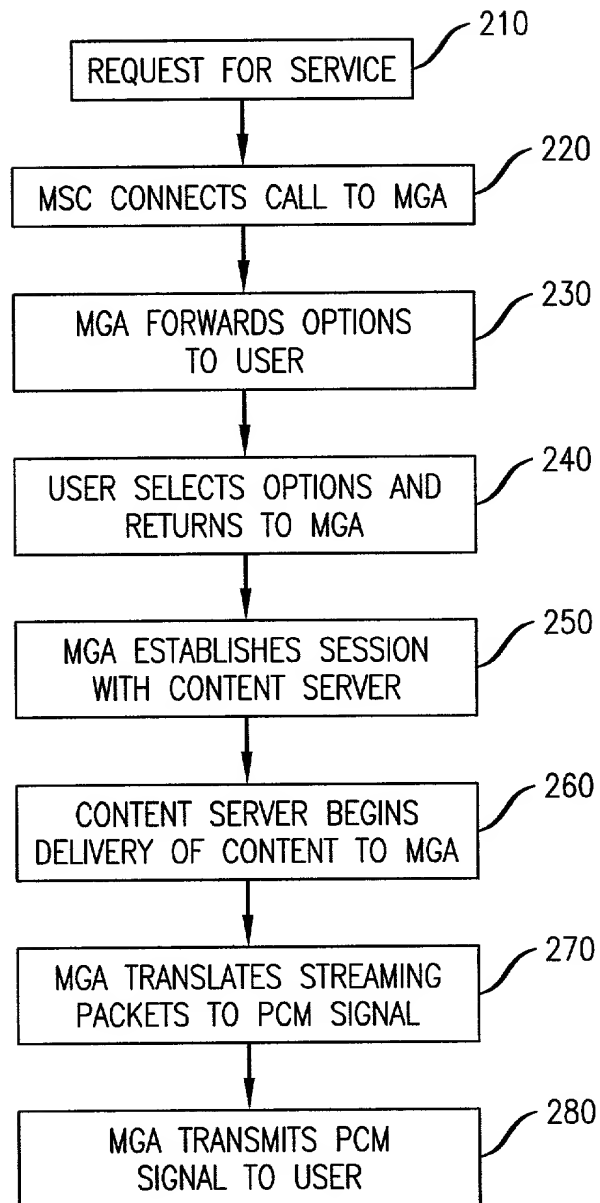 210
REQUEST FOR SERVICE
220
MSC CONNECTS CALL TO MGA
230
MGA FORWARDS OPTIONS
TO USER
240
USER SELECTS OPTIONS AND
RETURNS TO MGA
250
MGA ESTABLISHES SESSION
WITH CONTENT SERVER
260
CONTENT SERVER BEGINS
DELIVERY OF CONTENT TO MGA
270
MGA TRANSLATES STREAMING
PACKETS TO PCM SIGNAL
280
MGA TRANSMITS PCM
SIGNAL TO USER